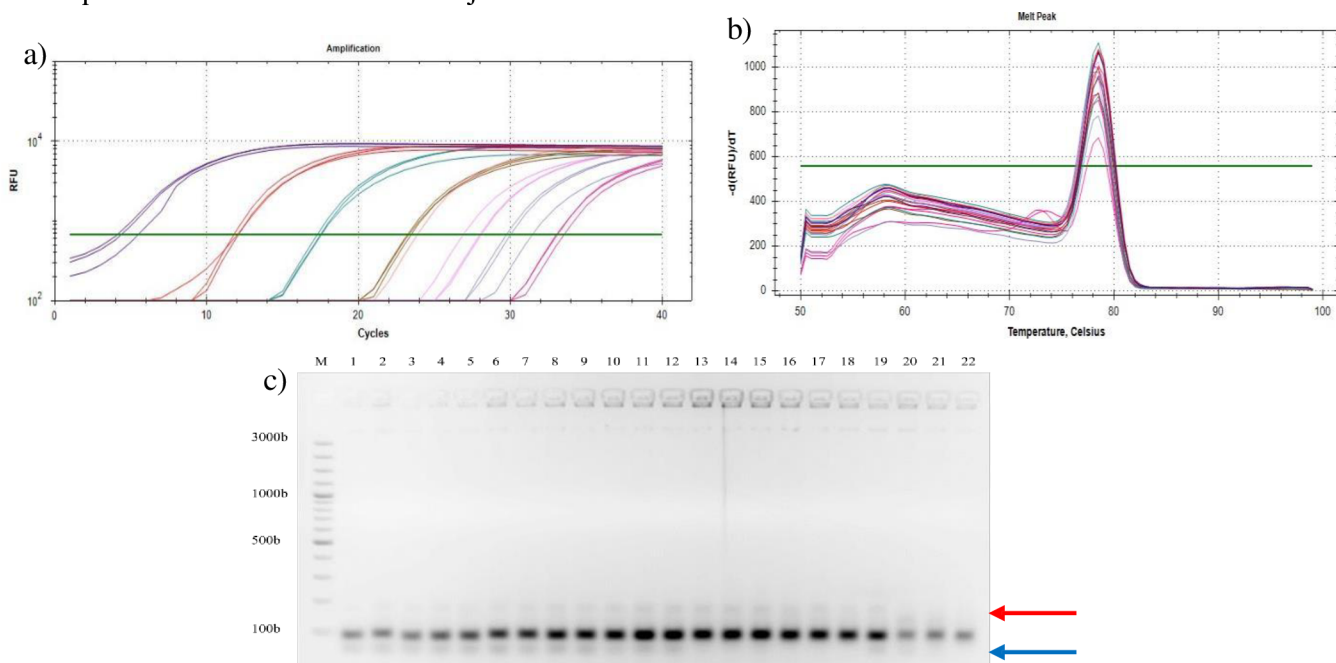 a)
Amplification
10^4
RFU
10^2
0 10 20 30 40
Cycles
b)
Melt Peak
1000
800
600
400
200
0
-d(RFU)/dT
50 60 70 80 90 100
Temperature, Celsius
c)
M 1 2 3 4 5 6 7 8 9 10 11 12 13 14 15 16 17 18 19 20 21 22
3000b
1000b
500b
100b